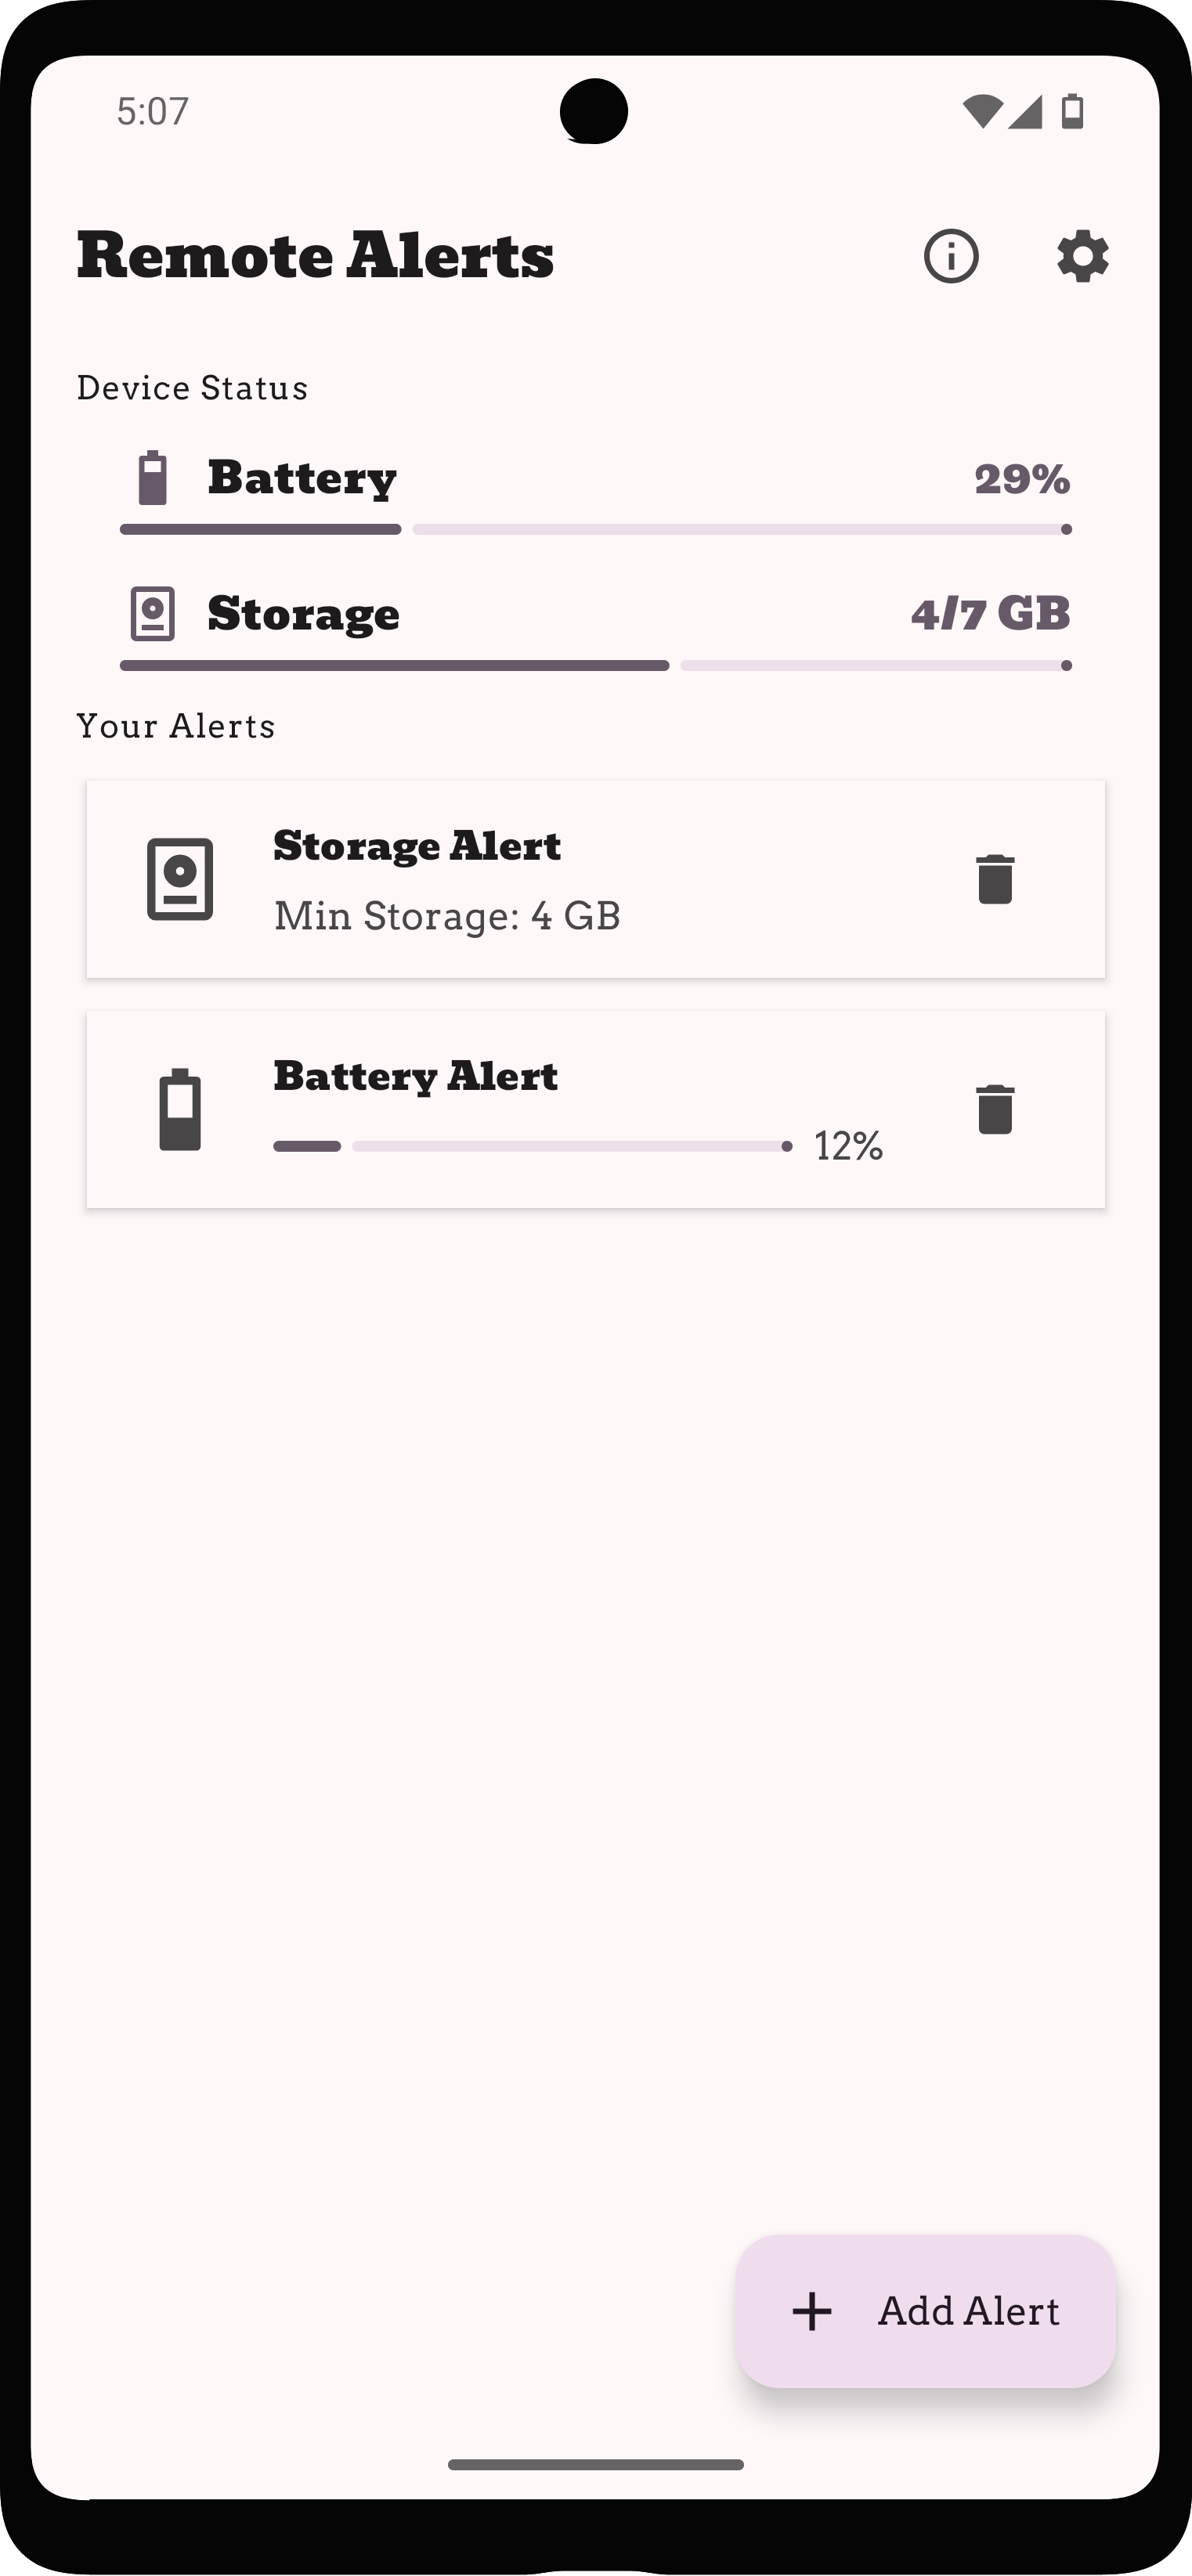 5:07
Remote Alerts
Device Status
Battery 29%
Storage 4/7 GB
Your Alerts
Storage Alert
Min Storage: 4 GB
Battery Alert
12%
Add Alert